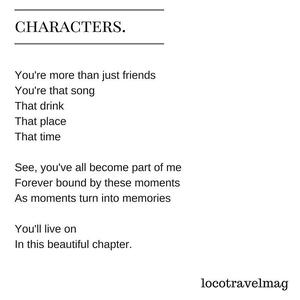 CHARACTERS.
You're more than just friends
You're that song
That drink
That place
That time
See, you've all become part of me
Forever bound by these moments
As moments turn into memories
You'll live on
In this beautiful chapter.
locotravelmag